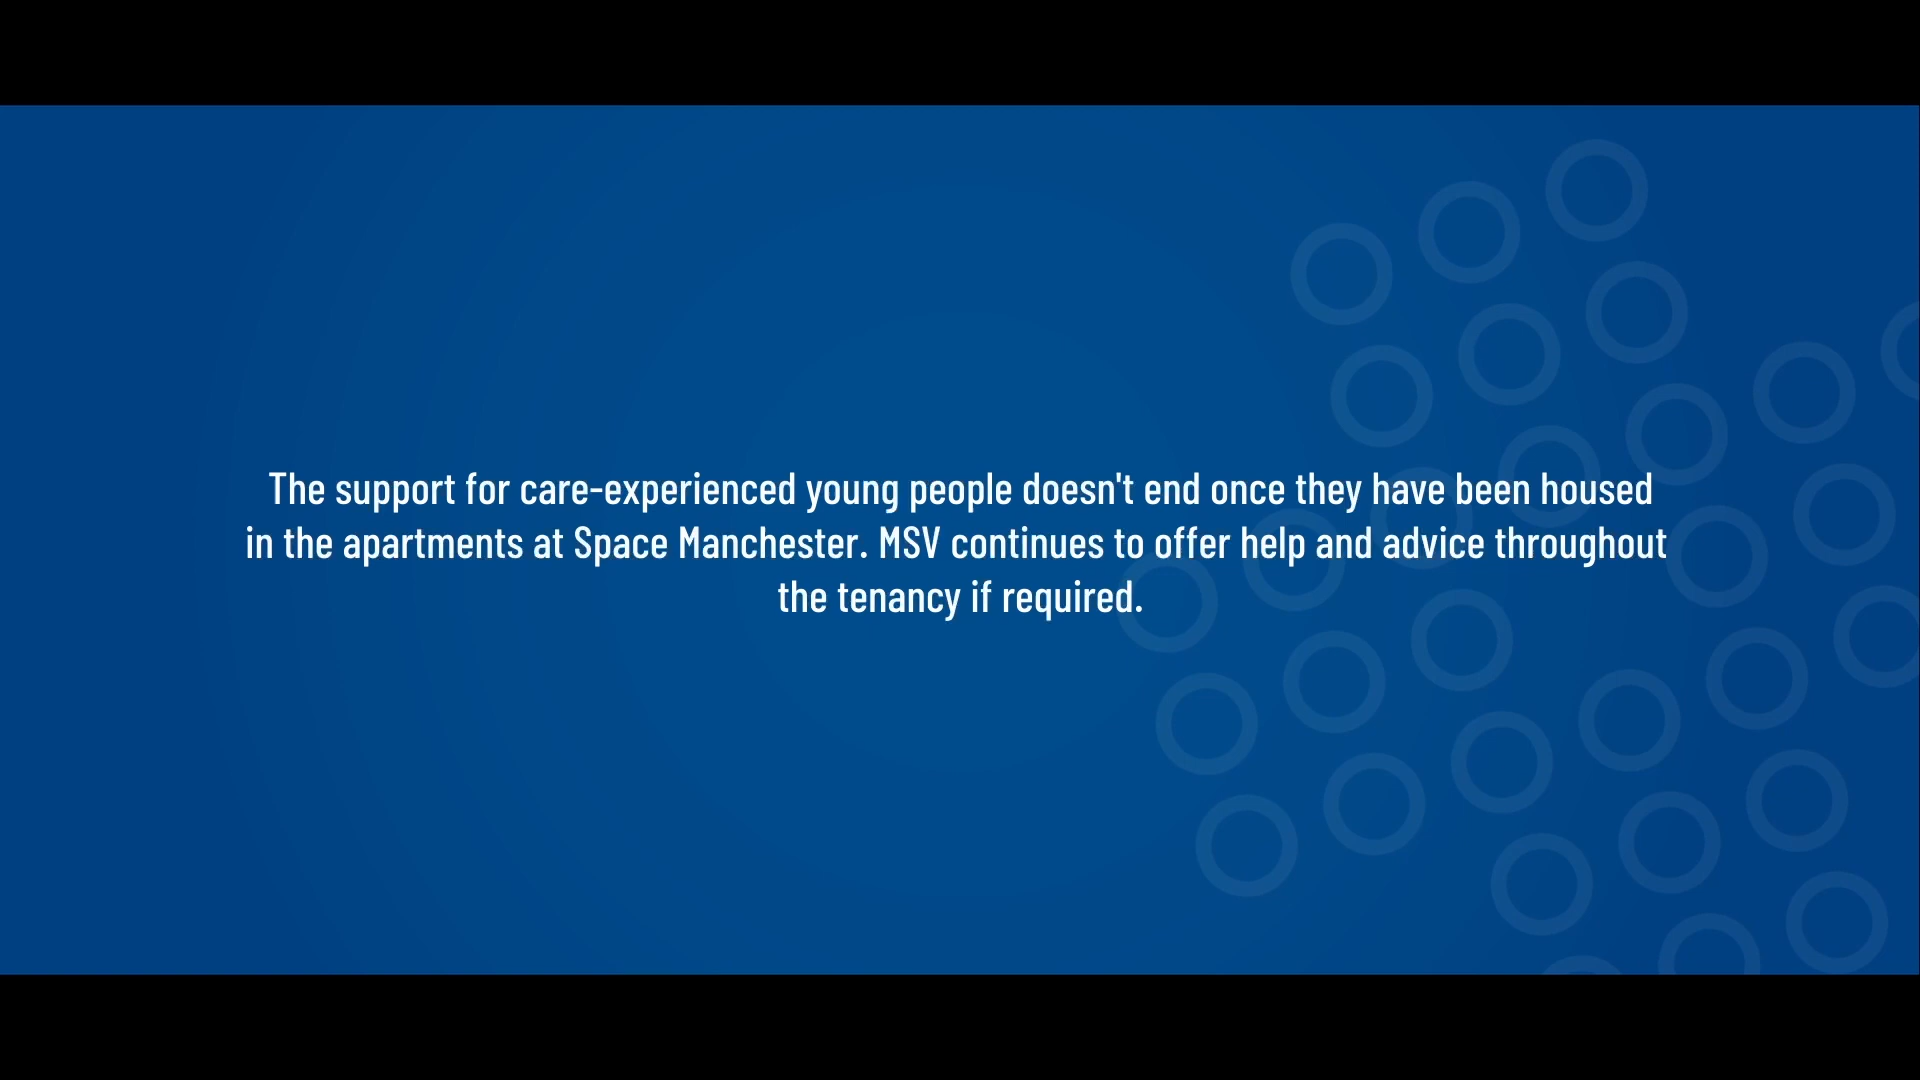 The support for care-experienced young people doesn't end once they have been housed
in the apartments at Space Manchester. MSV continues to offer help and advice throughout
the tenancy if required.